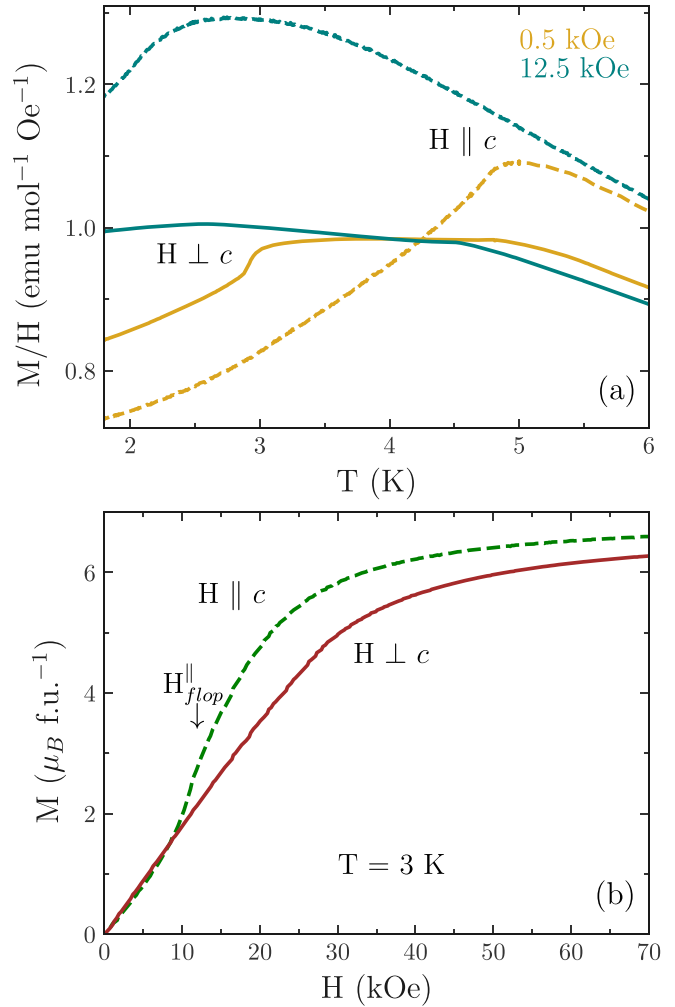 0.5 kOe
12.5 kOe
H ∥ c
H ⊥ c
(a)
M/H (emu mol⁻¹ Oe⁻¹)
1.2
1.0
0.8
2 3 4 5 6
T (K)
H ∥ c
H ⊥ c
H∥flop
↓
T = 3 K
(b)
M (μB f.u.⁻¹)
6
4
2
0
0 10 20 30 40 50 60 70
H (kOe)